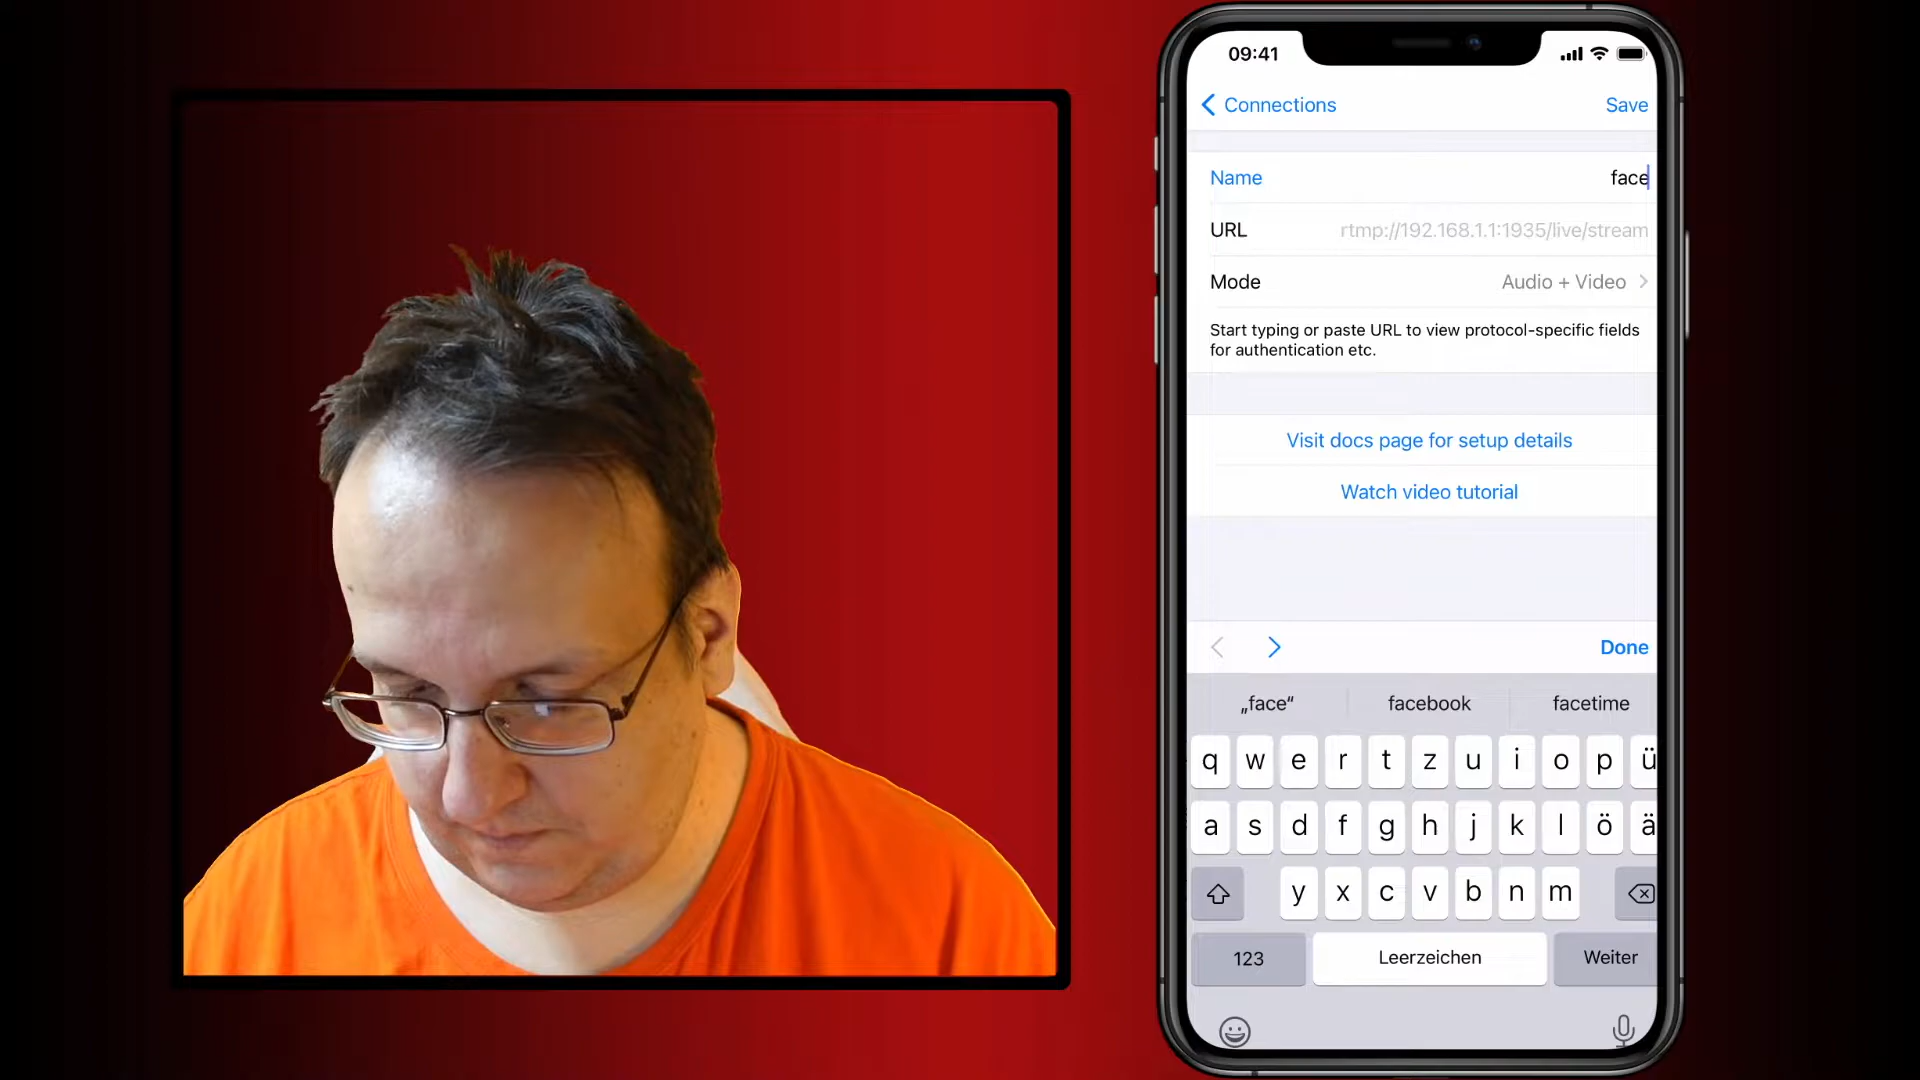 09:41
Connections Save
Name face
URL rtmp://192.168.1.1:1935/live/stream
Mode Audio + Video
Start typing or paste URL to view protocol-specific fields
for authentication etc.
Visit docs page for setup details
Watch video tutorial
Done
„face“ facebook facetime
q w e r t z u i o p ü
a s d f g h j k l ö ä
y x c v b n m
123 Leerzeichen Weiter